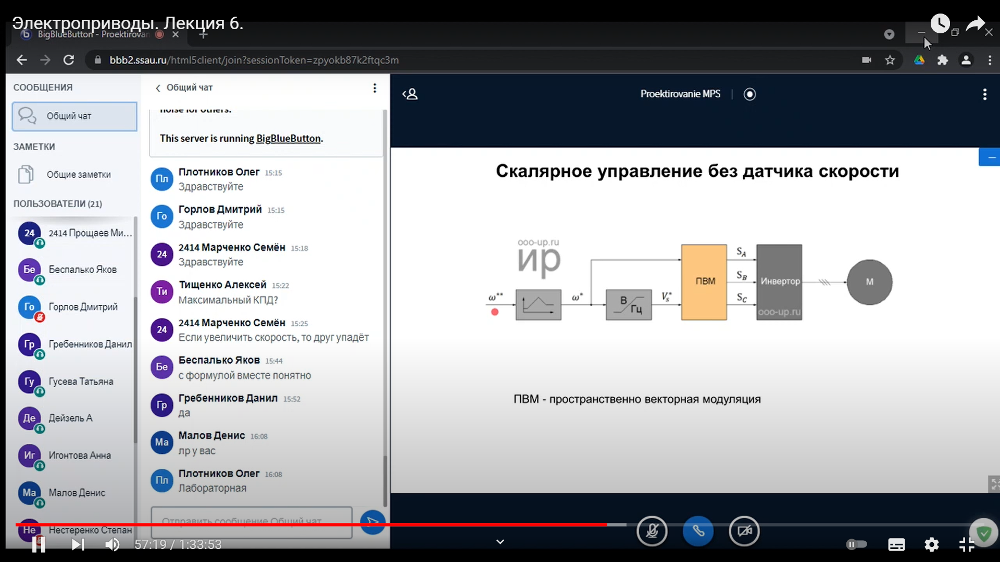 Электроприводы. Лекция 6.
BigBlueButton - Proektirovan
bbb2.ssau.ru/html5client/join?sessionToken=zpyokb87k2ftqc3m
СООБЩЕНИЯ
Общий чат
ЗАМЕТКИ
Общие заметки
ПОЛЬЗОВАТЕЛИ (21)
24 2414 Прощаев Ми...
Бе Беспалько Яков
Го Горлов Дмитрий
Гр Гребенников Данил
Гу Гусева Татьяна
Де Дейзель А
Иг Игонтова Анна
Ма Малов Денис
Не Нестеренко Степан
Общий чат
noise for others.
This server is running BigBlueButton.
Пл Плотников Олег 15:15
Здравствуйте
Го Горлов Дмитрий 15:15
Здравствуйте
24 2414 Марченко Семён 15:18
Здравствуйте
Ти Тищенко Алексей 15:22
Максимальный КПД?
24 2414 Марченко Семён 15:25
Если увеличить скорость, то друг упадёт
Бе Беспалько Яков 15:44
с формулой вместе понятно
Гр Гребенников Данил 15:52
да
Ма Малов Денис 16:08
лр у вас
Пл Плотников Олег 16:08
Лабораторная
Отправить сообщение Общий чат
Proektirovanie MPS
Скалярное управление без датчика скорости
ooo-up.ru
ир
ω** ω* В Гц V_s* ПВМ S_A S_B S_C Инвертор М
ooo-up.ru
ПВМ - пространственно векторная модуляция
57:19 / 1:33:53